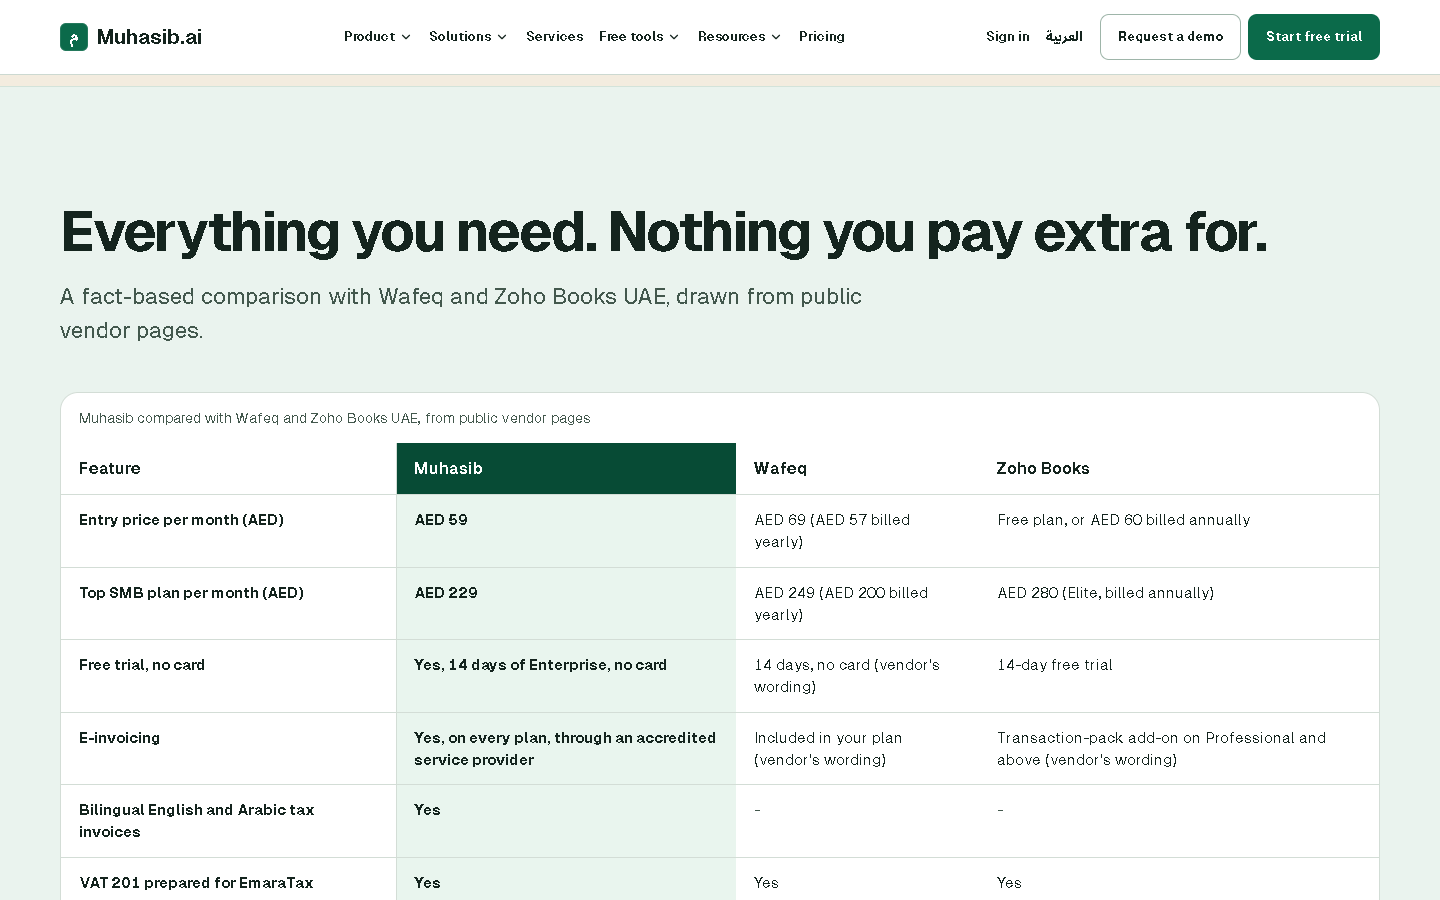 م Muhasib.ai
Product Solutions Services Free tools Resources Pricing
Sign in العربية Request a demo Start free trial
Everything you need. Nothing you pay extra for.
A fact-based comparison with Wafeq and Zoho Books UAE, drawn from public
vendor pages.
Muhasib compared with Wafeq and Zoho Books UAE, from public vendor pages
Feature Muhasib Wafeq Zoho Books
Entry price per month (AED) AED 59 AED 69 (AED 57 billed Free plan, or AED 60 billed annually
yearly)
Top SMB plan per month (AED) AED 229 AED 249 (AED 200 billed AED 280 (Elite, billed annually)
yearly)
Free trial, no card Yes, 14 days of Enterprise, no card 14 days, no card (vendor's 14-day free trial
wording)
E-invoicing Yes, on every plan, through an accredited Included in your plan Transaction-pack add-on on Professional and
service provider (vendor's wording) above (vendor's wording)
Bilingual English and Arabic tax Yes - -
invoices
VAT 201 prepared for EmaraTax Yes Yes Yes